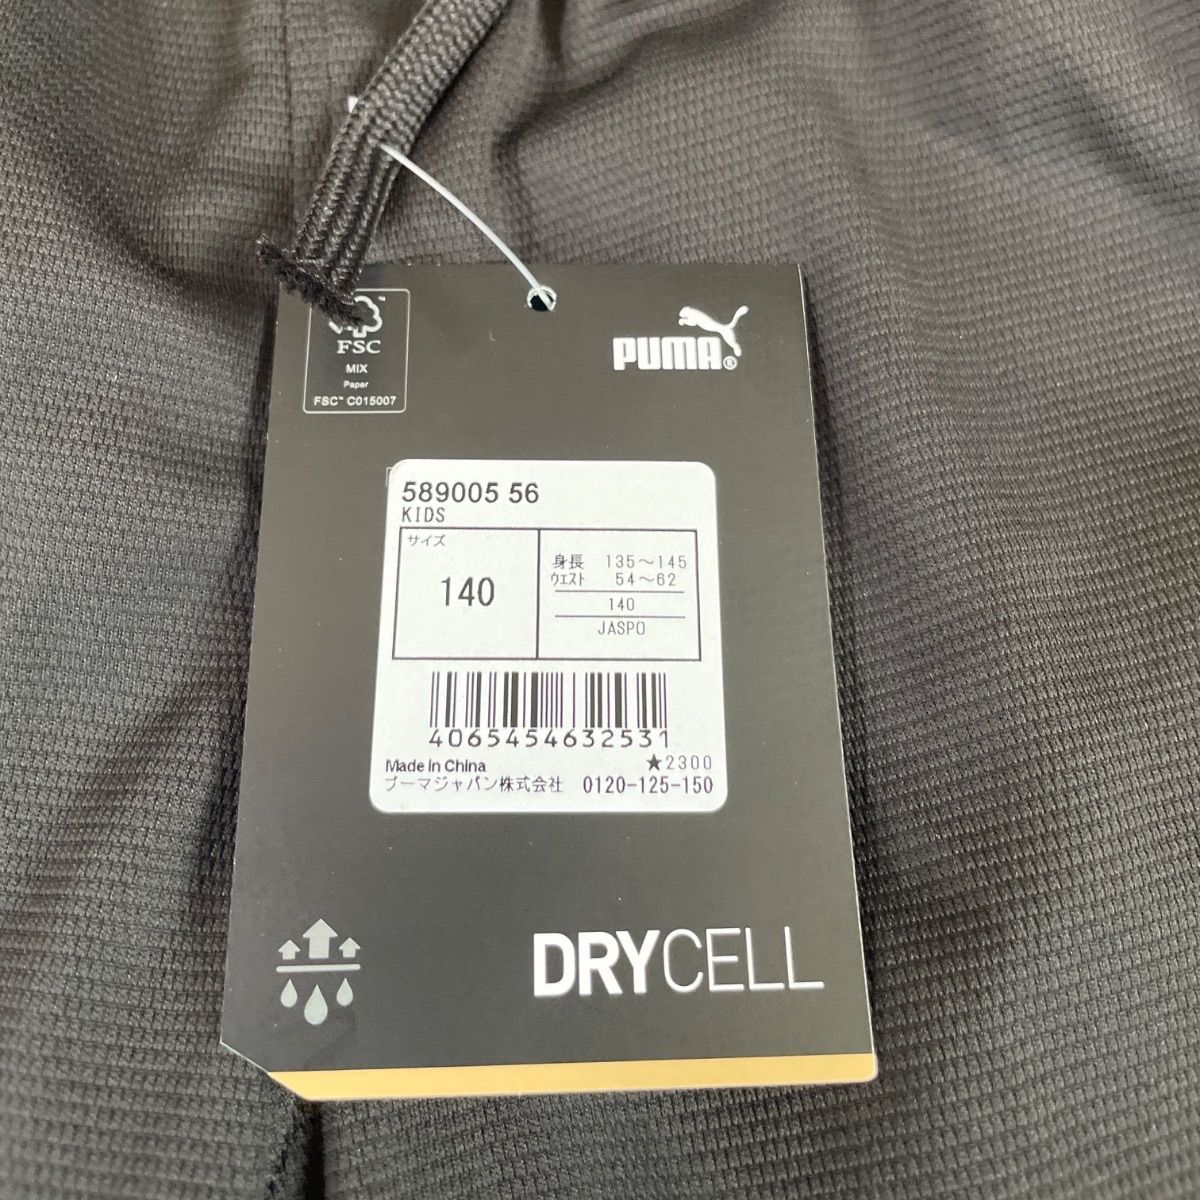 FSC
MIX
Paper
FSC™ C015007
PUMA®
589005 56
KIDS
サイズ
140
身長 135～145
ウエスト 54～62
140
JASPO
4065454632531
Made in China
★2300
プーマジャパン株式会社 0120-125-150
DRYCELL